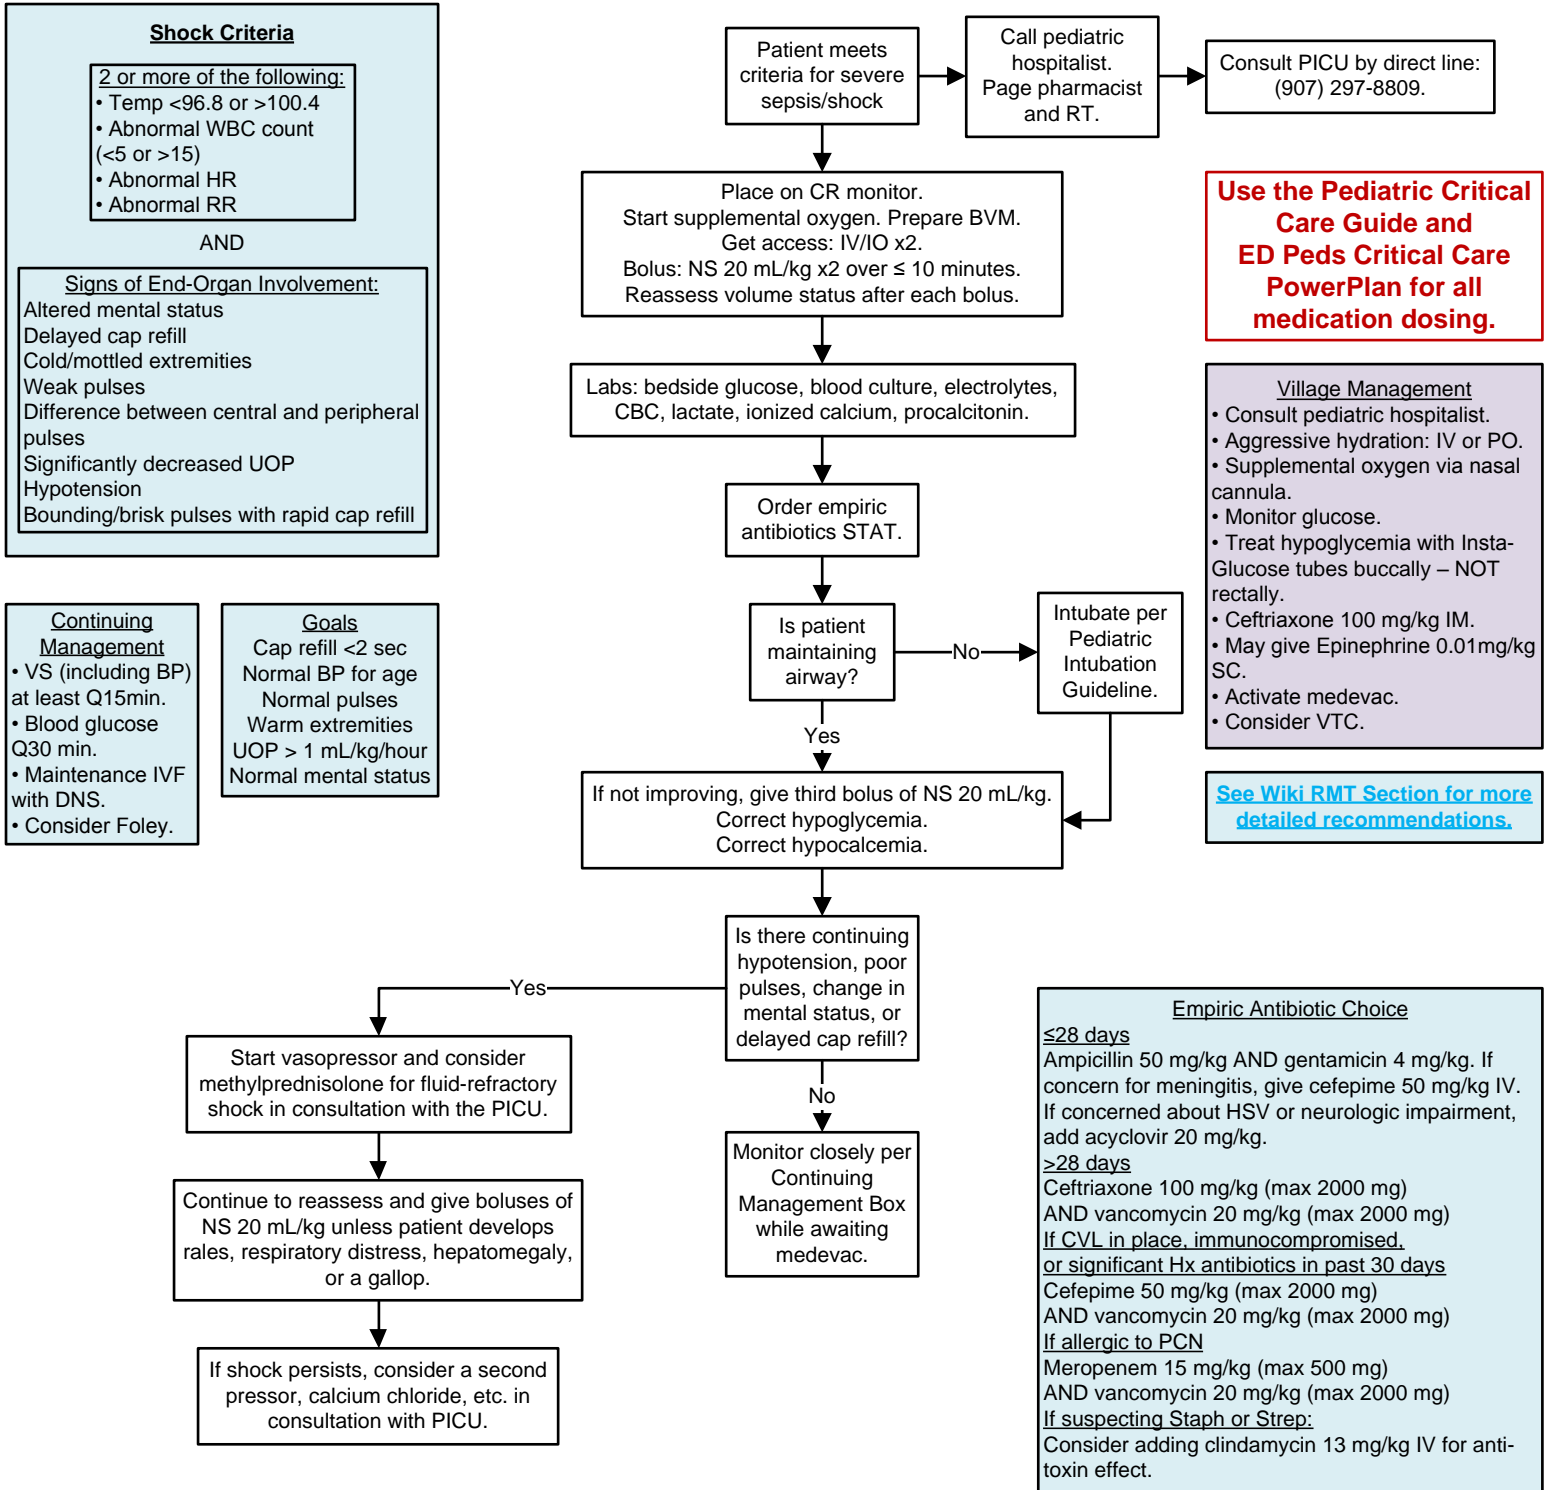 Shock Criteria
2 or more of the following:
• Temp <96.8 or >100.4
• Abnormal WBC count
(<5 or >15)
• Abnormal HR
• Abnormal RR
AND
Signs of End-Organ Involvement:
Altered mental status
Delayed cap refill
Cold/mottled extremities
Weak pulses
Difference between central and peripheral
pulses
Significantly decreased UOP
Hypotension
Bounding/brisk pulses with rapid cap refill
Continuing
Management
• VS (including BP)
at least Q15min.
• Blood glucose
Q30 min.
• Maintenance IVF
with DNS.
• Consider Foley.
Goals
Cap refill <2 sec
Normal BP for age
Normal pulses
Warm extremities
UOP > 1 mL/kg/hour
Normal mental status
Patient meets
criteria for severe
sepsis/shock
Call pediatric
hospitalist.
Page pharmacist
and RT.
Consult PICU by direct line:
(907) 297-8809.
Place on CR monitor.
Start supplemental oxygen. Prepare BVM.
Get access: IV/IO x2.
Bolus: NS 20 mL/kg x2 over ≤ 10 minutes.
Reassess volume status after each bolus.
Labs: bedside glucose, blood culture, electrolytes,
CBC, lactate, ionized calcium, procalcitonin.
Order empiric
antibiotics STAT.
Is patient
maintaining
airway?
No
Intubate per
Pediatric
Intubation
Guideline.
Yes
If not improving, give third bolus of NS 20 mL/kg.
Correct hypoglycemia.
Correct hypocalcemia.
Is there continuing
hypotension, poor
pulses, change in
mental status, or
delayed cap refill?
Yes
Start vasopressor and consider
methylprednisolone for fluid-refractory
shock in consultation with the PICU.
Continue to reassess and give boluses of
NS 20 mL/kg unless patient develops
rales, respiratory distress, hepatomegaly,
or a gallop.
If shock persists, consider a second
pressor, calcium chloride, etc. in
consultation with PICU.
No
Monitor closely per
Continuing
Management Box
while awaiting
medevac.
Use the Pediatric Critical
Care Guide and
ED Peds Critical Care
PowerPlan for all
medication dosing.
Village Management
• Consult pediatric hospitalist.
• Aggressive hydration: IV or PO.
• Supplemental oxygen via nasal
cannula.
• Monitor glucose.
• Treat hypoglycemia with Insta-
Glucose tubes buccally – NOT
rectally.
• Ceftriaxone 100 mg/kg IM.
• May give Epinephrine 0.01mg/kg
SC.
• Activate medevac.
• Consider VTC.
See Wiki RMT Section for more
detailed recommendations.
Empiric Antibiotic Choice
≤28 days
Ampicillin 50 mg/kg AND gentamicin 4 mg/kg. If
concern for meningitis, give cefepime 50 mg/kg IV.
If concerned about HSV or neurologic impairment,
add acyclovir 20 mg/kg.
>28 days
Ceftriaxone 100 mg/kg (max 2000 mg)
AND vancomycin 20 mg/kg (max 2000 mg)
If CVL in place, immunocompromised,
or significant Hx antibiotics in past 30 days
Cefepime 50 mg/kg (max 2000 mg)
AND vancomycin 20 mg/kg (max 2000 mg)
If allergic to PCN
Meropenem 15 mg/kg (max 500 mg)
AND vancomycin 20 mg/kg (max 2000 mg)
If suspecting Staph or Strep:
Consider adding clindamycin 13 mg/kg IV for anti-
toxin effect.